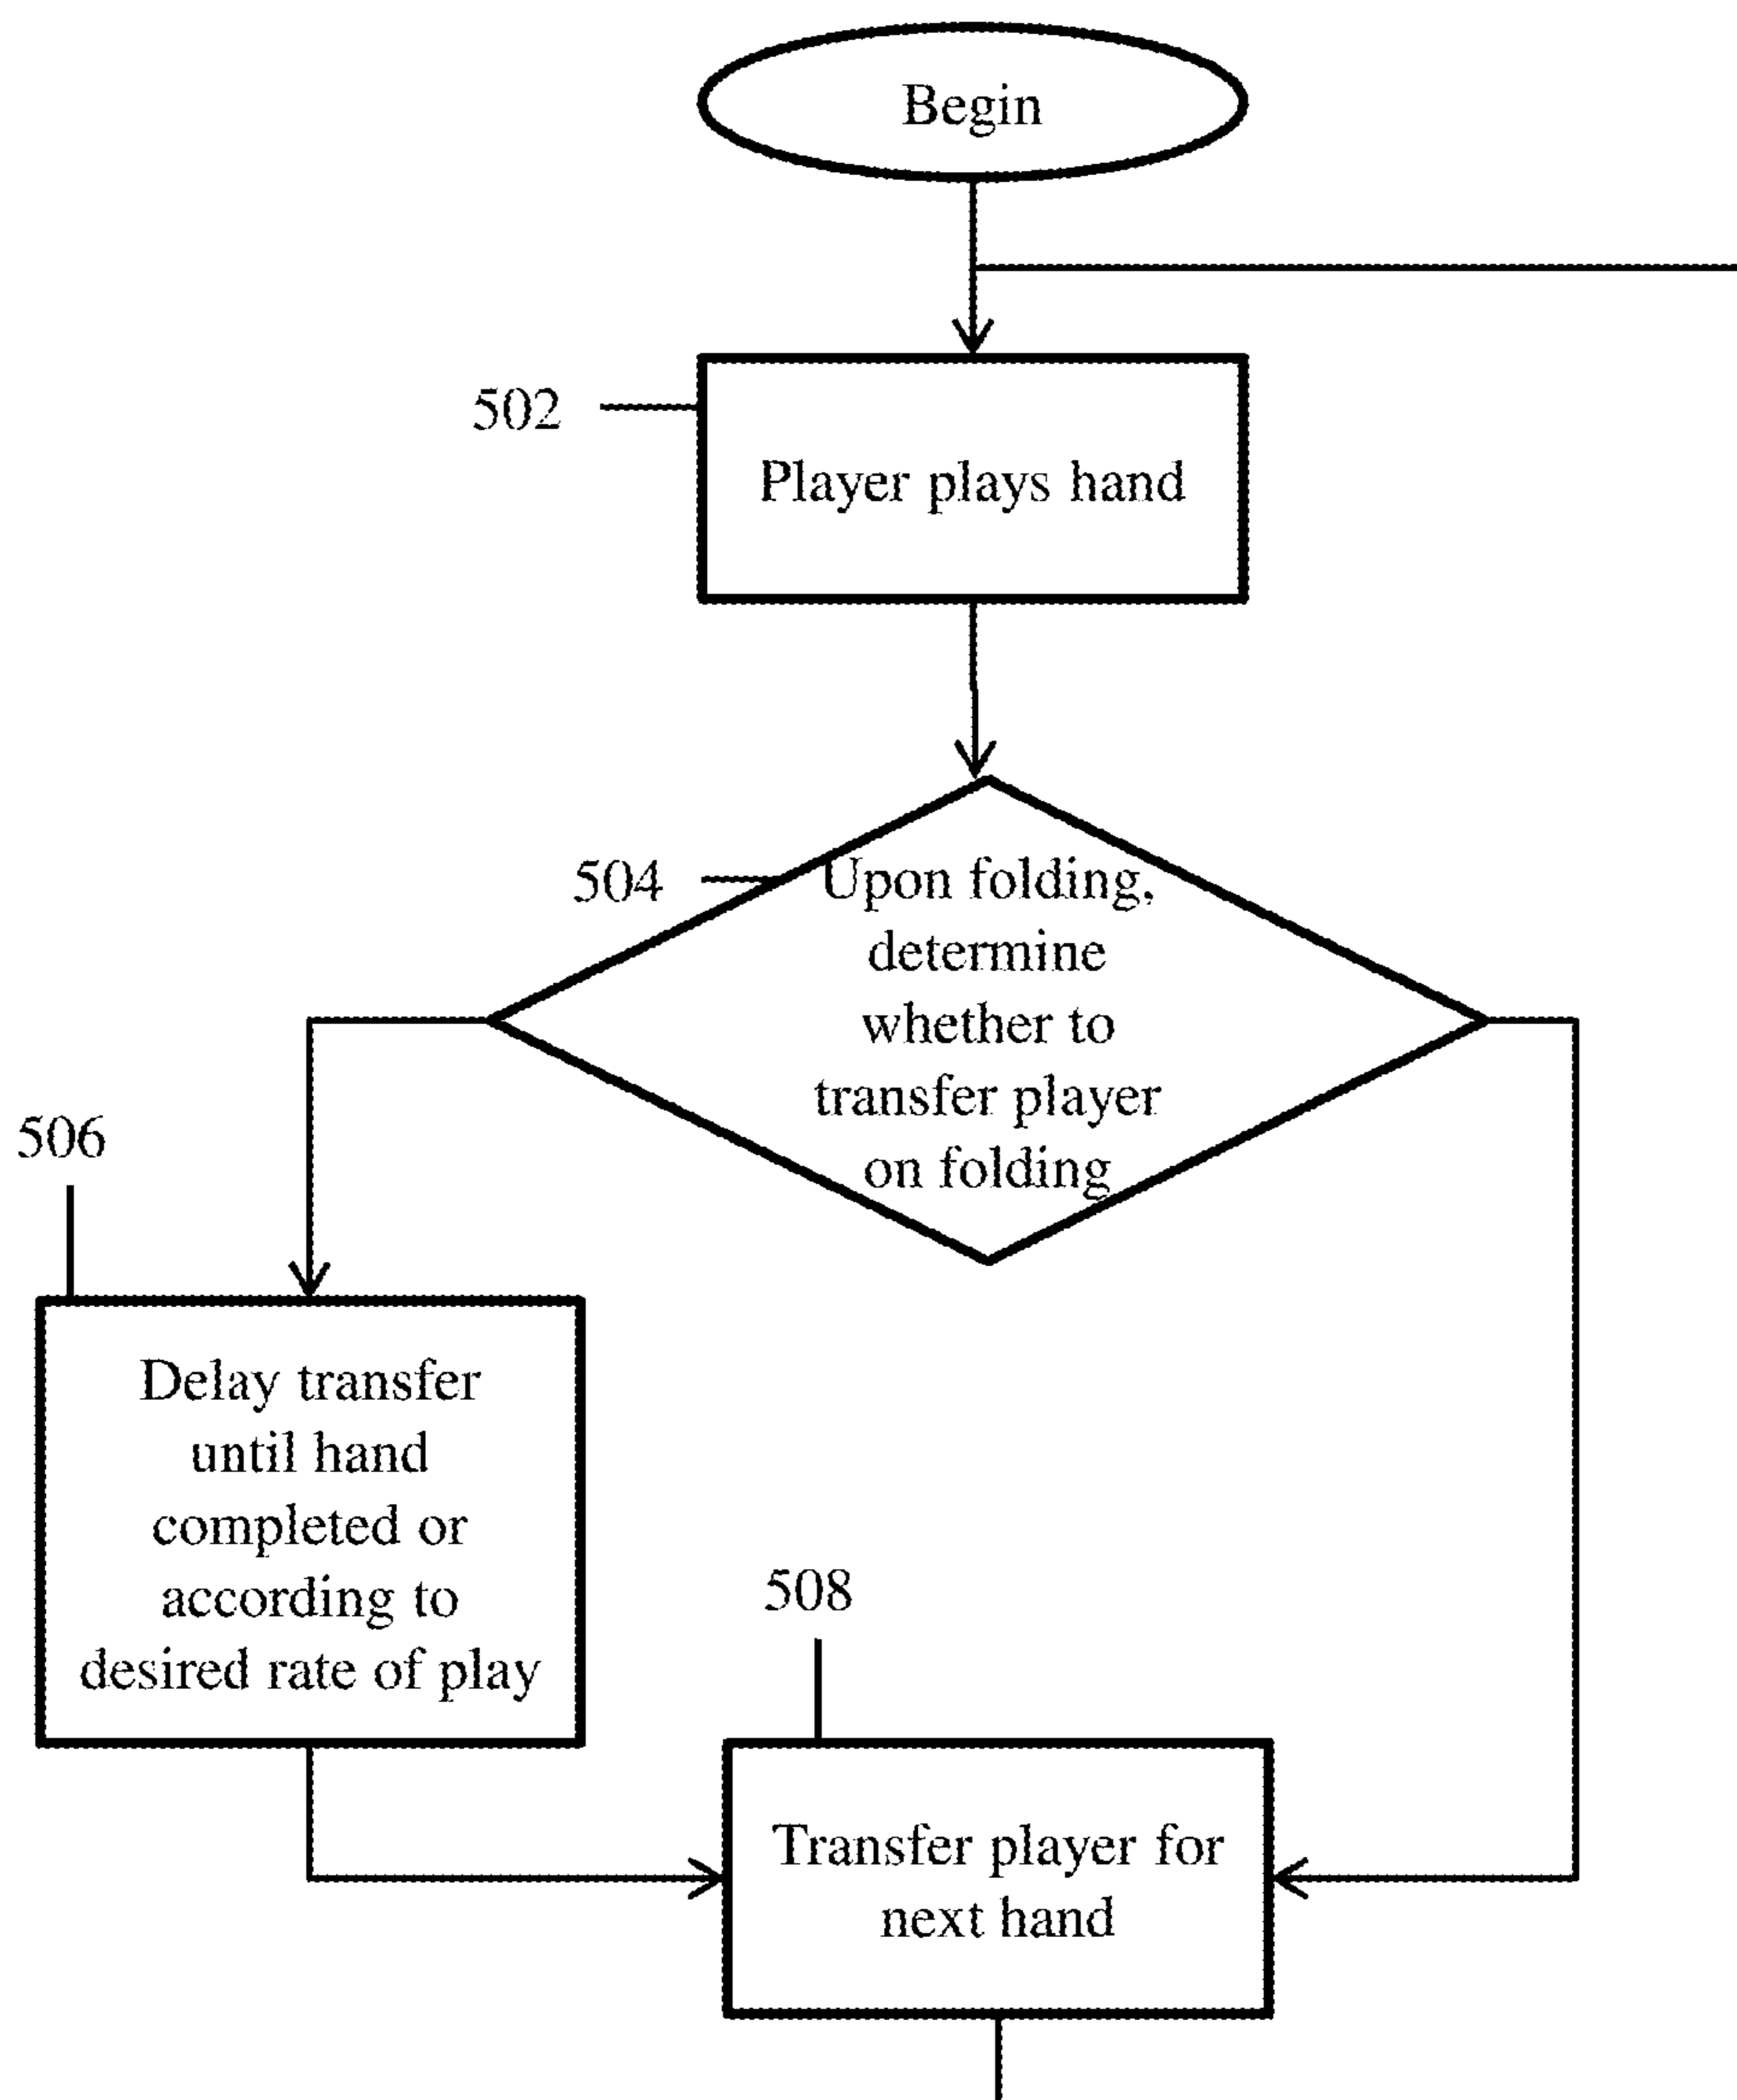 Begin
502
Player plays hand
504
Upon folding,
determine
whether to
transfer player
on folding
506
Delay transfer
until hand
completed or
according to
desired rate of play
508
Transfer player for
next hand